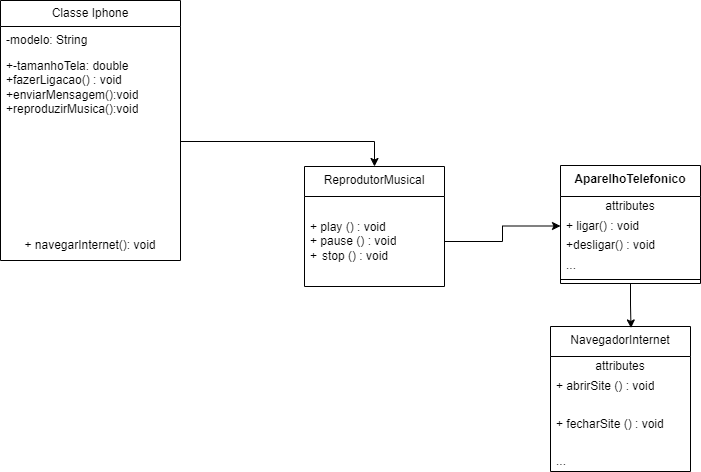 Classe Iphone
-modelo: String
+-tamanhoTela: double
+fazerLigacao() : void
+enviarMensagem():void
+reproduzirMusica():void
+ navegarInternet(): void
ReprodutorMusical
+ play () : void
+ pause () : void
+ stop () : void
AparelhoTelefonico
attributes
+ ligar() : void
+desligar() : void
...
NavegadorInternet
attributes
+ abrirSite () : void
+ fecharSite () : void
...